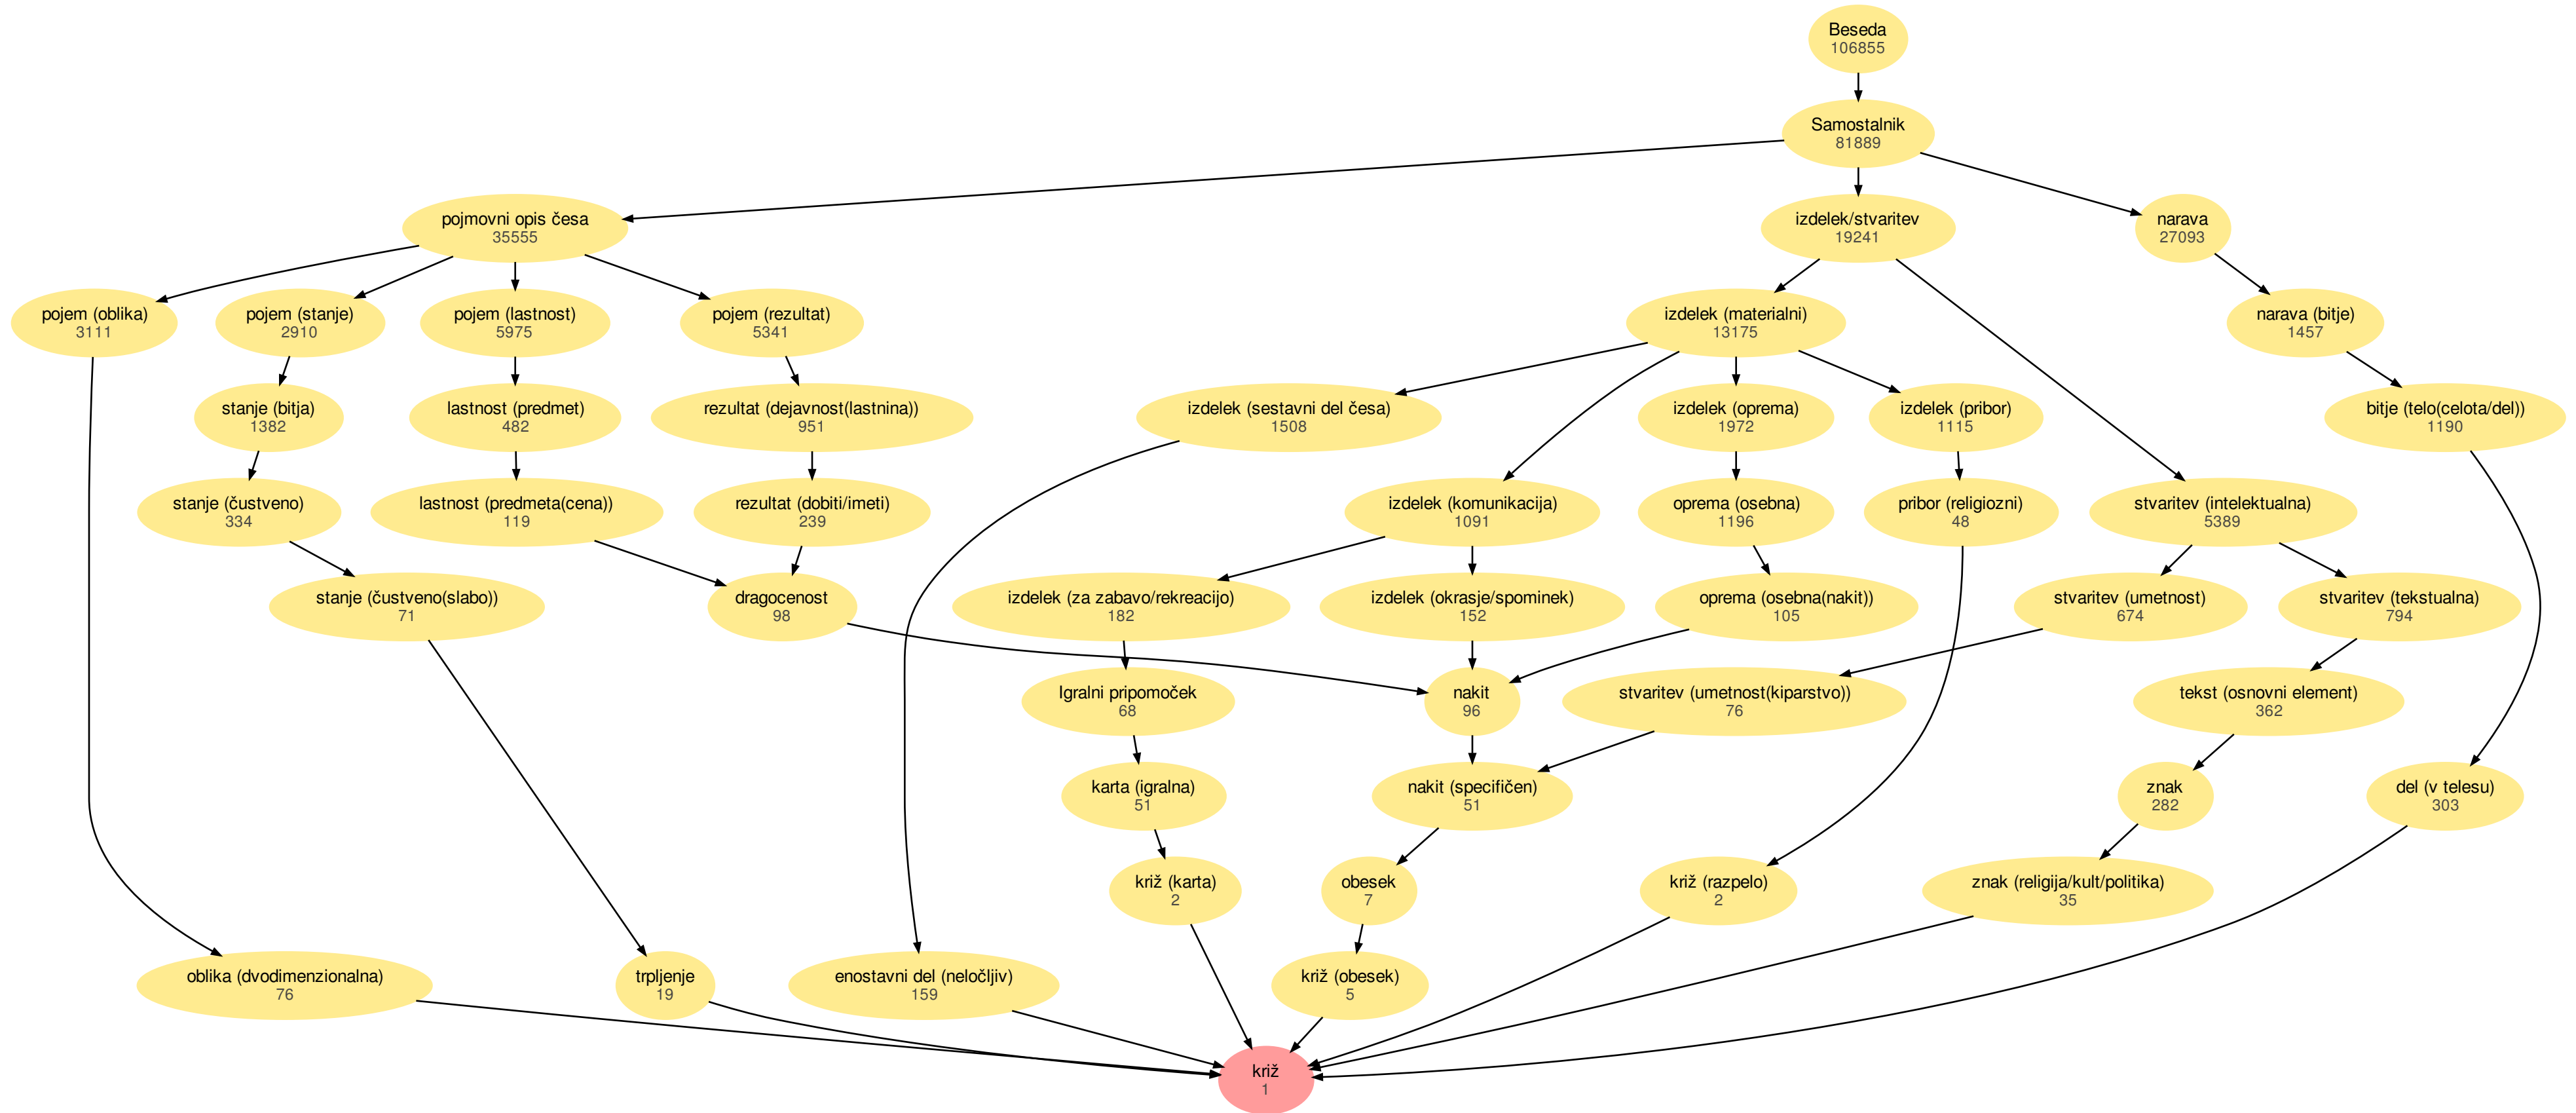 Beseda
106855
Samostalnik
81889
pojmovni opis česa
35555
izdelek/stvaritev
19241
narava
27093
pojem (oblika)
3111
pojem (stanje)
2910
pojem (lastnost)
5975
pojem (rezultat)
5341
izdelek (materialni)
13175
narava (bitje)
1457
stanje (bitja)
1382
lastnost (predmet)
482
rezultat (dejavnost(lastnina))
951
izdelek (sestavni del česa)
1508
izdelek (oprema)
1972
izdelek (pribor)
1115
bitje (telo(celota/del))
1190
stanje (čustveno)
334
lastnost (predmeta(cena))
119
rezultat (dobiti/imeti)
239
izdelek (komunikacija)
1091
oprema (osebna)
1196
pribor (religiozni)
48
stvaritev (intelektualna)
5389
stanje (čustveno(slabo))
71
dragocenost
98
izdelek (za zabavo/rekreacijo)
182
izdelek (okrasje/spominek)
152
oprema (osebna(nakit))
105
stvaritev (umetnost)
674
stvaritev (tekstualna)
794
Igralni pripomoček
68
nakit
96
stvaritev (umetnost(kiparstvo))
76
tekst (osnovni element)
362
karta (igralna)
51
nakit (specifičen)
51
znak
282
del (v telesu)
303
križ (karta)
2
obesek
7
križ (razpelo)
2
znak (religija/kult/politika)
35
oblika (dvodimenzionalna)
76
trpljenje
19
enostavni del (neločljiv)
159
križ (obesek)
5
križ
1